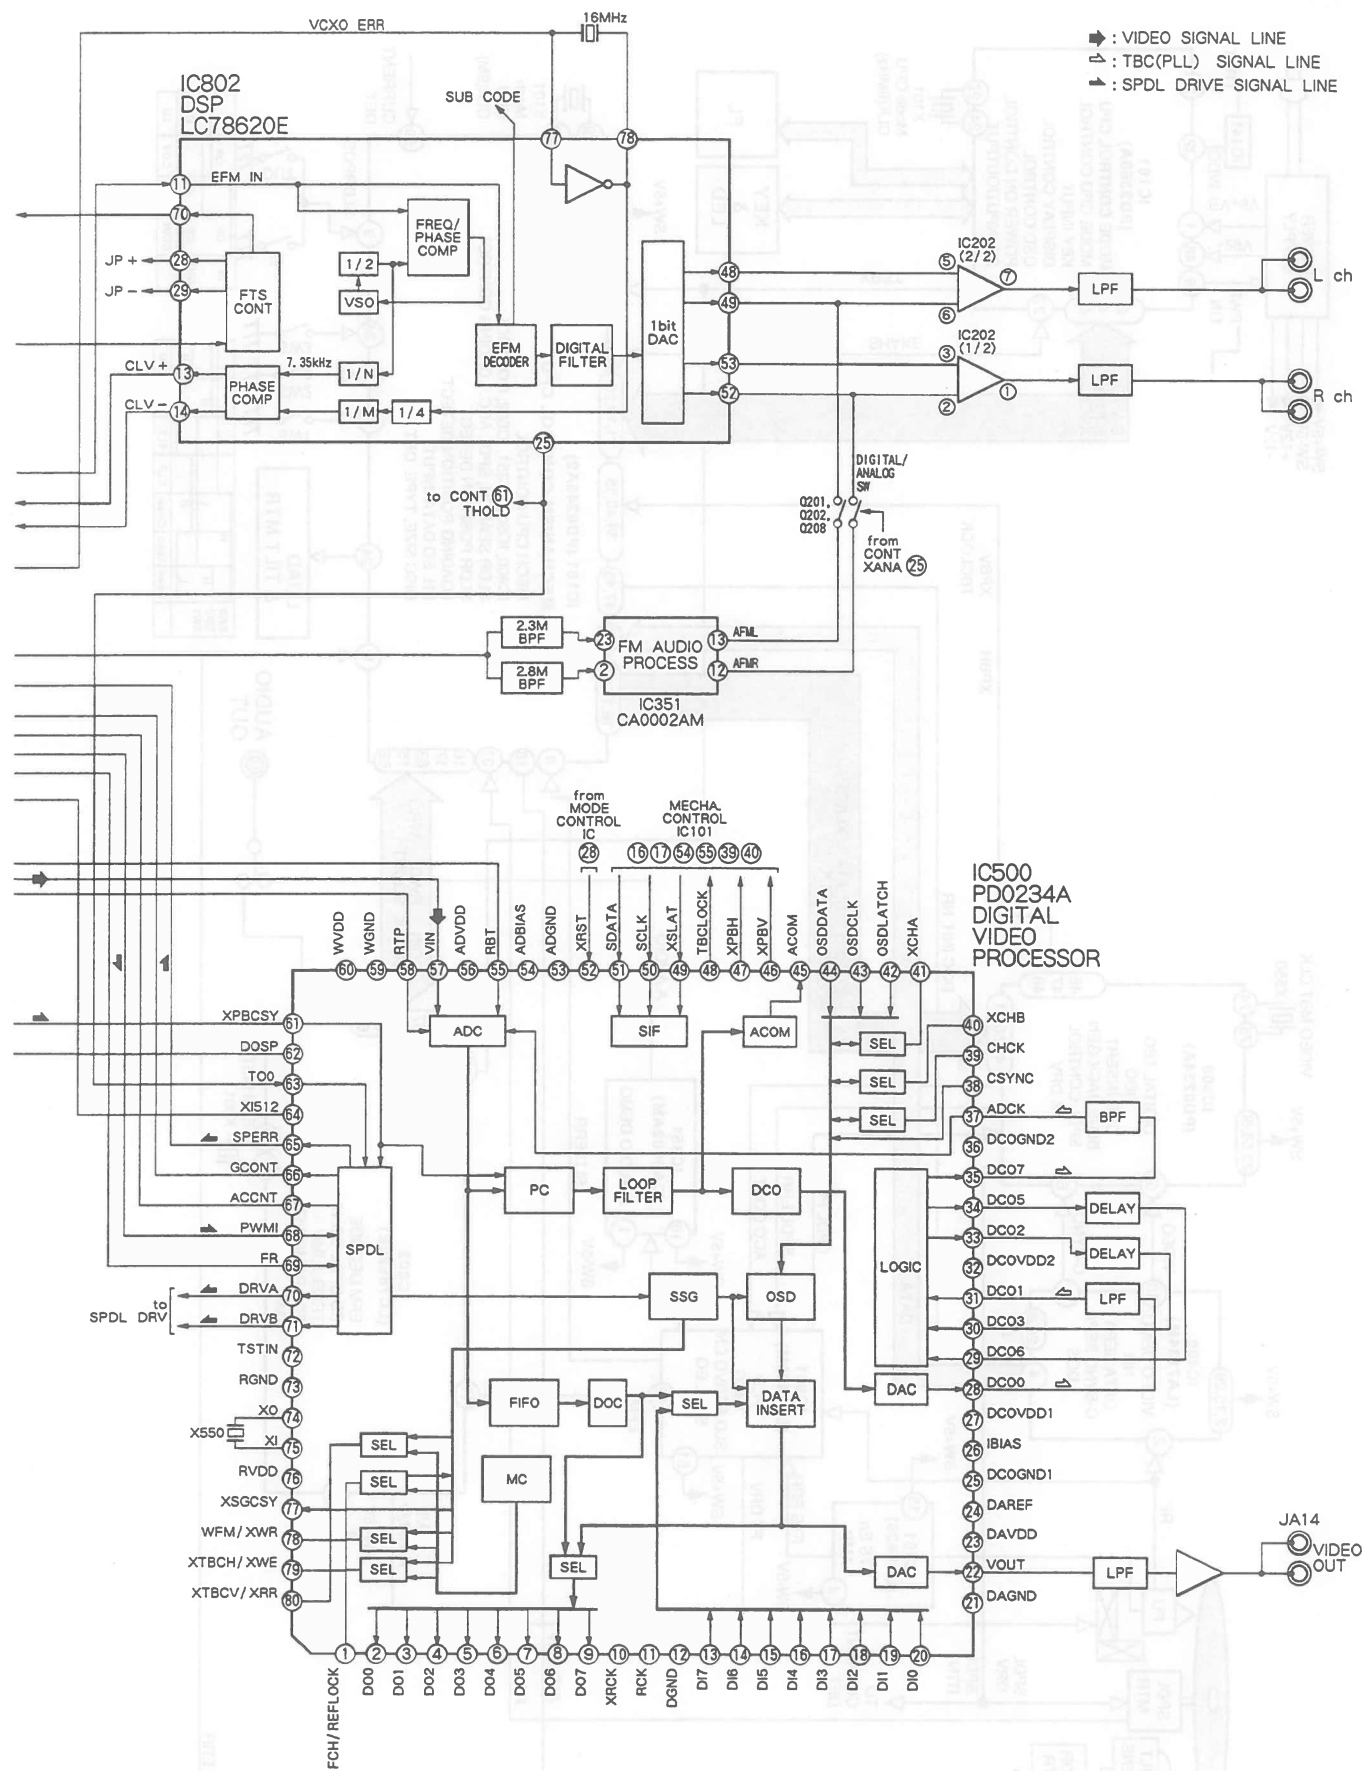 VCXO ERR
16MHz
: VIDEO SIGNAL LINE
: TBC(PLL) SIGNAL LINE
: SPDL DRIVE SIGNAL LINE
IC802
DSP
LC78620E
SUB CODE
77
78
11
EFM IN
70
FREQ/
PHASE
COMP
JP +
28
JP -
29
FTS
CONT
1/2
VSO
EFM
DECODER
DIGITAL
FILTER
1bit
DAC
48
49
53
52
CLV +
13
7.35kHz
1/N
PHASE
COMP
CLV -
14
1/M
1/4
25
IC202
(2/2)
5
6
7
LPF
L ch
IC202
(1/2)
3
2
1
LPF
R ch
to CONT 61
THOLD
DIGITAL/
ANALOG
SW
Q201,
Q202,
Q208
from
CONT
XANA 25
2.3M
BPF
2.8M
BPF
23
2
FM AUDIO
PROCESS
13
12
AFML
AFMR
IC351
CA0002AM
from
MODE
CONTROL
IC
28
MECHA.
CONTROL
IC101
16 17 54 55 39 40
IC500
PD0234A
DIGITAL
VIDEO
PROCESSOR
WVDD
WGND
RTP
VIN
ADVDD
RBT
ADBIAS
ADGND
XRST
SDATA
SCLK
XSLAT
TBCLOCK
XPBH
XPBV
ACOM
OSDDATA
OSDCLK
OSDLATCH
XCHA
60 59 58 57 56 55 54 53 52 51 50 49 48 47 46 45 44 43 42 41
XPBCSY 61
DOSP 62
TO0 63
XI512 64
SPERR 65
GCONT 66
ACCNT 67
PWMI 68
FR 69
DRVA 70
DRVB 71
to
SPDL DRV
TSTIN 72
RGND 73
XO 74
X550
XI 75
RVDD 76
XSGCSY 77
WFM/XWR 78
XTBCH/XWE 79
XTBCV/XRR 80
ADC
SIF
ACOM
SEL
SEL
SEL
SPDL
PC
LOOP
FILTER
DCO
LOGIC
SSG
OSD
FIFO
DOC
SEL
DATA
INSERT
DAC
SEL
SEL
MC
SEL
SEL
SEL
DAC
40 XCHB
39 CHCK
38 CSYNC
37 ADCK
BPF
36 DCOGND2
35 DCO7
34 DCO5
DELAY
33 DCO2
DELAY
32 DCOVDD2
31 DCO1
LPF
30 DCO3
29 DCO6
28 DCO0
27 DCOVDD1
26 IBIAS
25 DCOGND1
24 DAREF
23 DAVDD
22 VOUT
21 DAGND
LPF
JA14
VIDEO
OUT
1 2 3 4 5 6 7 8 9 10 11 12 13 14 15 16 17 18 19 20
FCH/REFLOCK
DO0
DO1
DO2
DO3
DO4
DO5
DO6
DO7
XRCK
RCK
DGND
DI7
DI6
DI5
DI4
DI3
DI2
DI1
DI0